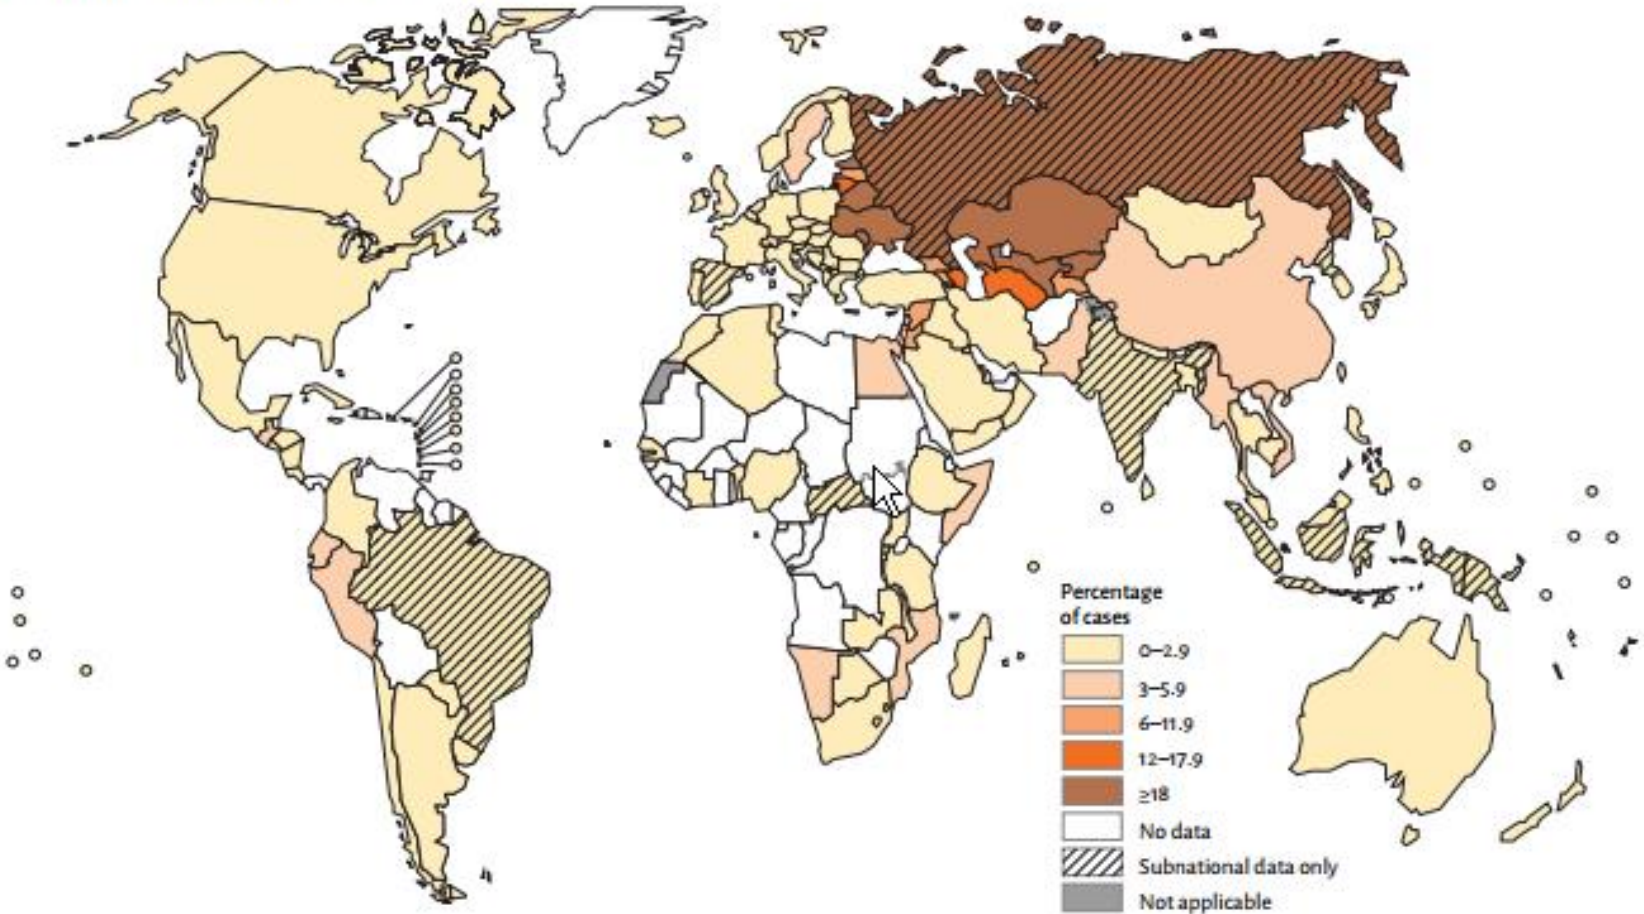 Percentage
of cases
0–2.9
3–5.9
6–11.9
12–17.9
≥18
No data
Subnational data only
Not applicable